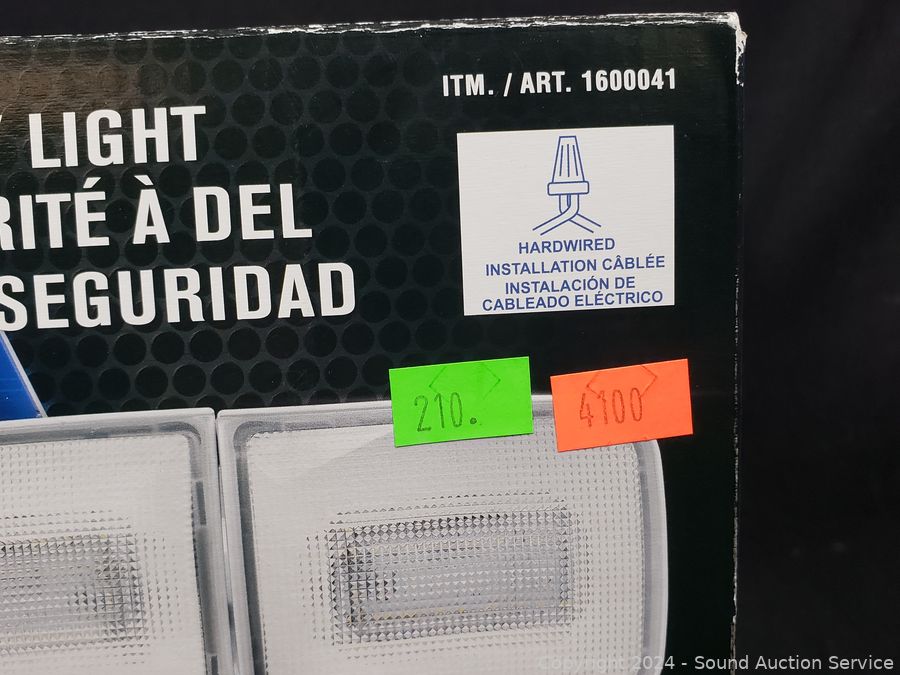 LIGHT
RITÉ À DEL
SEGURIDAD
ITM. / ART. 1600041
HARDWIRED
INSTALLATION CÂBLÉE
INSTALACIÓN DE
CABLEADO ELÉCTRICO
210.
4100
Copyright 2024 - Sound Auction Service